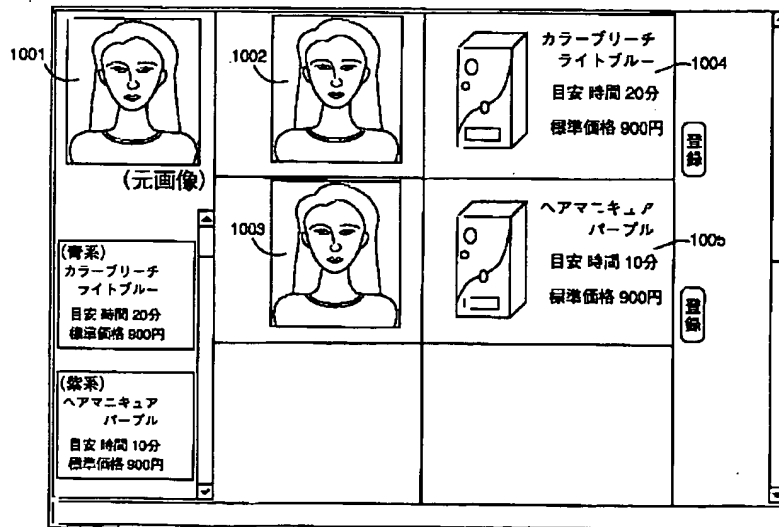 1001
(元画像)
(青系)
カラーブリーチ
ライトブルー
目安 時間 20分
標準価格 900円
(紫系)
ヘアマニキュア
パープル
目安 時間 10分
標準価格 900円
1002
カラーブリーチ
ライトブルー
目安 時間 20分
標準価格 900円
1004
登録
1003
ヘアマニキュア
パープル
目安 時間 10分
標準価格 900円
1005
登録